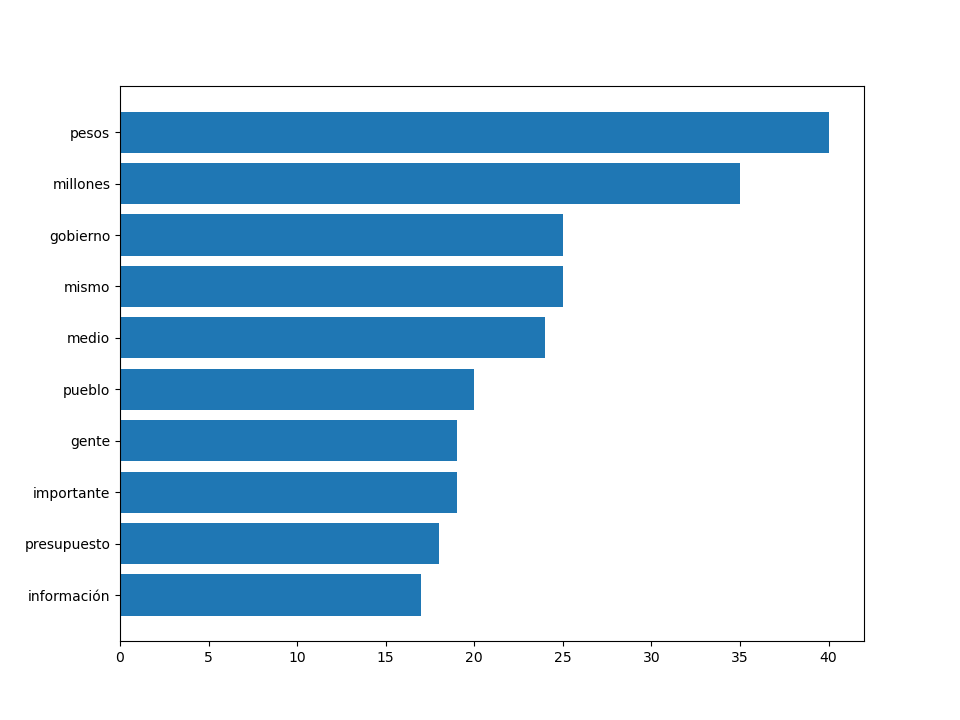 pesos
millones
gobierno
mismo
medio
pueblo
gente
importante
presupuesto
información
0 5 10 15 20 25 30 35 40